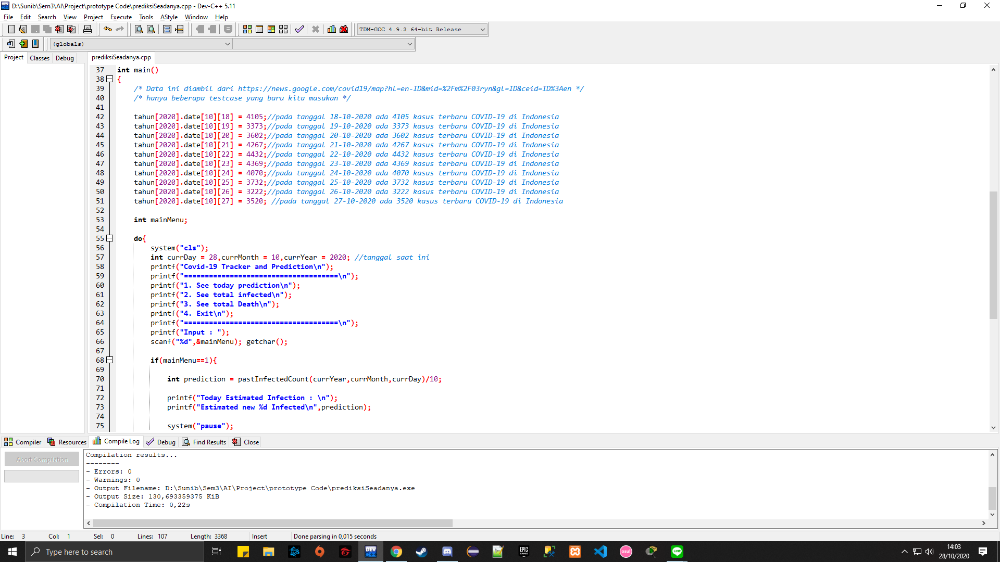 D:\Sunib\Sem3\AI\Project\prototype Code\prediksiSeadanya.cpp - Dev-C++ 5.11
File Edit Search View Project Execute Tools AStyle Window Help
TDM-GCC 4.9.2 64-bit Release
(globals)
Project Classes Debug prediksiSeadanya.cpp
37 int main()
38 {
39 /* Data ini diambil dari https://news.google.com/covid19/map?hl=en-ID&mid=%2Fm%2F03ryn&gl=ID&ceid=ID%3Aen */
40 /* hanya beberapa testcase yang baru kita masukan */
41
42 tahun[2020].date[10][18] = 4105;//pada tanggal 18-10-2020 ada 4105 kasus terbaru COVID-19 di Indonesia
43 tahun[2020].date[10][19] = 3373;//pada tanggal 19-10-2020 ada 3373 kasus terbaru COVID-19 di Indonesia
44 tahun[2020].date[10][20] = 3602;//pada tanggal 20-10-2020 ada 3602 kasus terbaru COVID-19 di Indonesia
45 tahun[2020].date[10][21] = 4267;//pada tanggal 21-10-2020 ada 4267 kasus terbaru COVID-19 di Indonesia
46 tahun[2020].date[10][22] = 4432;//pada tanggal 22-10-2020 ada 4432 kasus terbaru COVID-19 di Indonesia
47 tahun[2020].date[10][23] = 4369;//pada tanggal 23-10-2020 ada 4369 kasus terbaru COVID-19 di Indonesia
48 tahun[2020].date[10][24] = 4070;//pada tanggal 24-10-2020 ada 4070 kasus terbaru COVID-19 di Indonesia
49 tahun[2020].date[10][25] = 3732;//pada tanggal 25-10-2020 ada 3732 kasus terbaru COVID-19 di Indonesia
50 tahun[2020].date[10][26] = 3222;//pada tanggal 26-10-2020 ada 3222 kasus terbaru COVID-19 di Indonesia
51 tahun[2020].date[10][27] = 3520; //pada tanggal 27-10-2020 ada 3520 kasus terbaru COVID-19 di Indonesia
52
53 int mainMenu;
54
55 do{
56 system("cls");
57 int currDay = 28,currMonth = 10,currYear = 2020; //tanggal saat ini
58 printf("Covid-19 Tracker and Prediction\n");
59 printf("=====================================\n");
60 printf("1. See today prediction\n");
61 printf("2. See total infected\n");
62 printf("3. See total Death\n");
63 printf("4. Exit\n");
64 printf("=====================================\n");
65 printf("Input : ");
66 scanf("%d",&mainMenu); getchar();
67
68 if(mainMenu==1){
69
70 int prediction = pastInfectedCount(currYear,currMonth,currDay)/10;
71
72 printf("Today Estimated Infection : \n");
73 printf("Estimated new %d Infected\n",prediction);
74
75 system("pause");
Compiler Resources Compile Log Debug Find Results Close
Abort Compilation
Compilation results...
--------
- Errors: 0
- Warnings: 0
- Output Filename: D:\Sunib\Sem3\AI\Project\prototype Code\prediksiSeadanya.exe
- Output Size: 130,693359375 KiB
- Compilation Time: 0,22s
Line: 3 Col: 1 Sel: 0 Lines: 107 Length: 3368 Insert Done parsing in 0,015 seconds
Type here to search
DEV
EPIC GAMES
osu!
LINE
14:03
28/10/2020